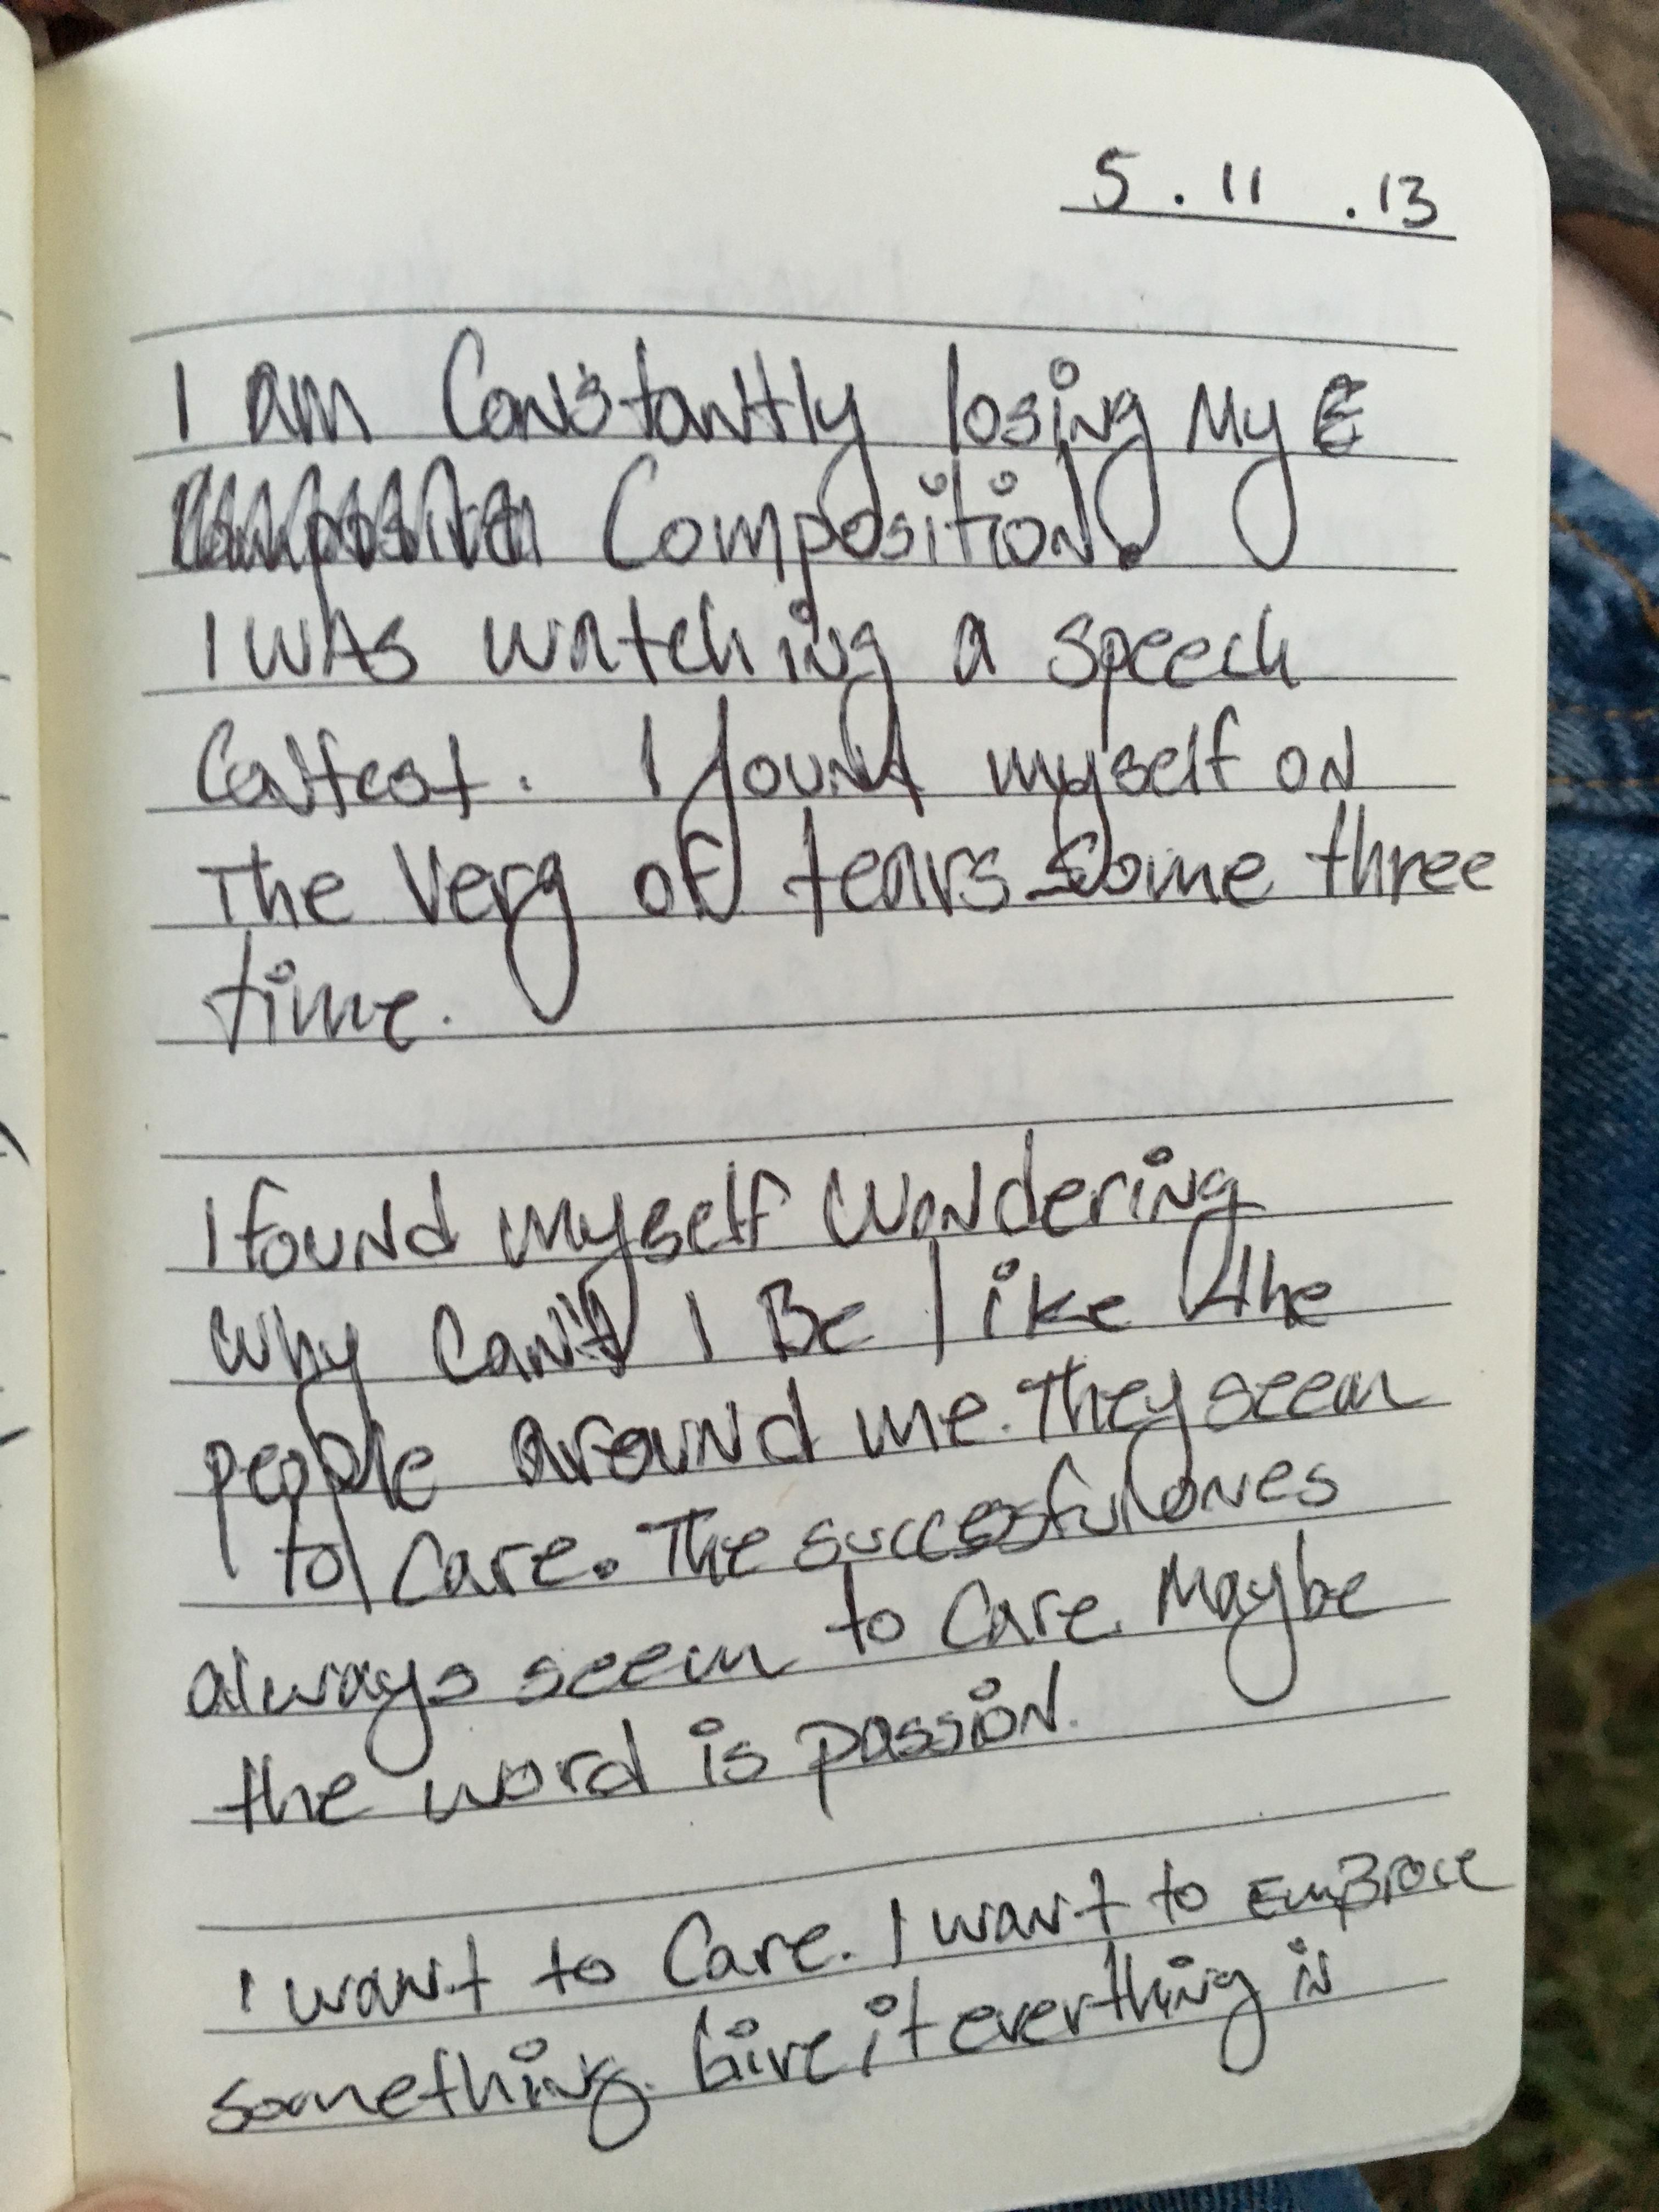 5 . 11 . 13
I am Constantly losing My
Composition.
I was watching a speech
Contest. I found myself on
The Verg of tears some three
time.
I found myself wondering
why can't I Be like the
people around me. They seem
to care. The successful ones
always seem to care. Maybe
the word is passion.
I want to Care. I want to EmBrace
something. Give it everthing in